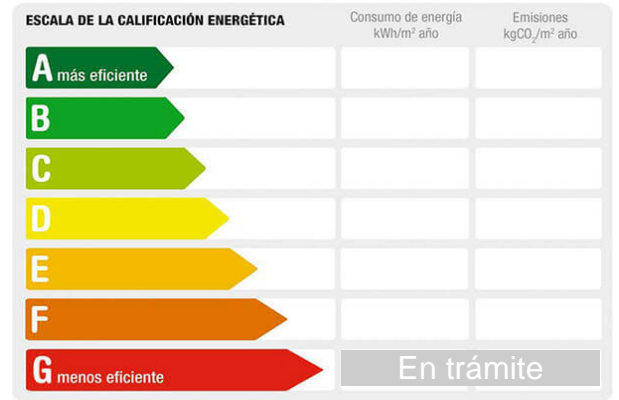 ESCALA DE LA CALIFICACIÓN ENERGÉTICA
Consumo de energía
kWh/m² año
Emisiones
kgCO₂/m² año
A más eficiente
B
C
D
E
F
G menos eficiente
En trámite